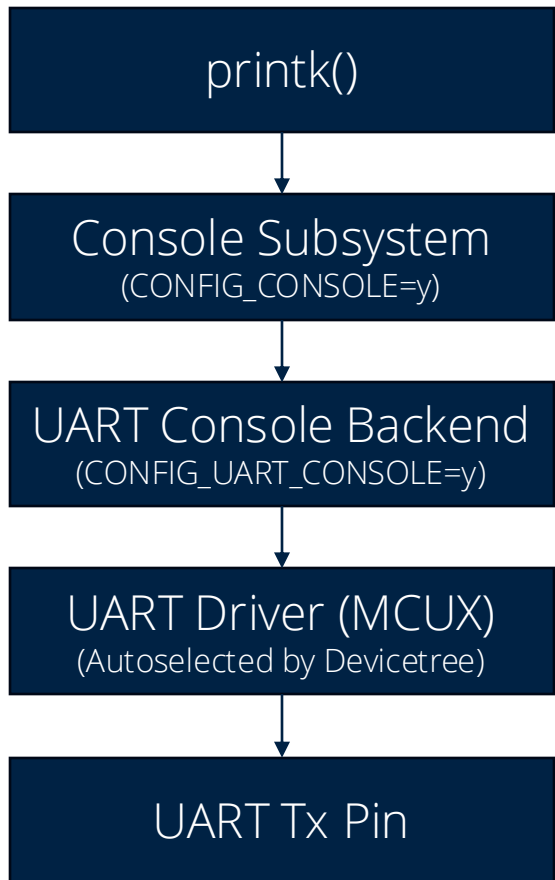 printk()
Console Subsystem
(CONFIG_CONSOLE=y)
UART Console Backend
(CONFIG_UART_CONSOLE=y)
UART Driver (MCUX)
(Autoselected by Devicetree)
UART Tx Pin